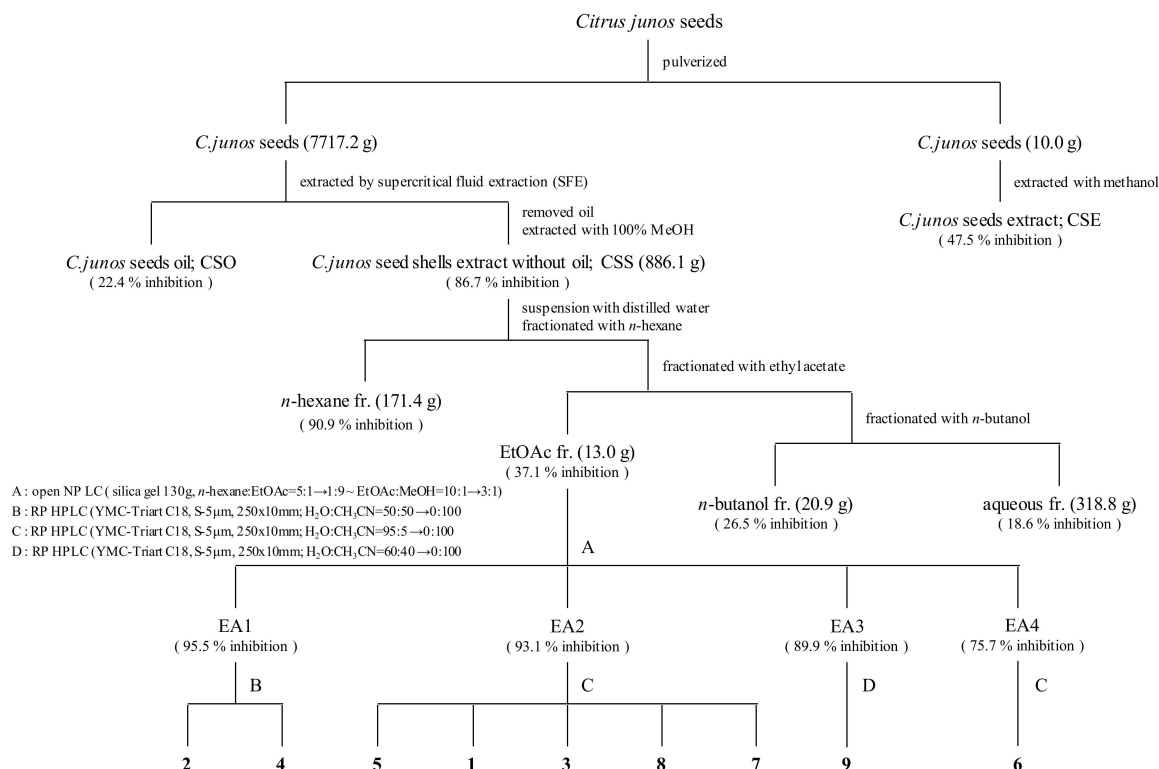 Citrus junos seeds
pulverized
C.junos seeds (7717.2 g)
C.junos seeds (10.0 g)
extracted by supercritical fluid extraction (SFE)
extracted with methanol
removed oil
extracted with 100% MeOH
C.junos seeds extract; CSE
( 47.5 % inhibition )
C.junos seeds oil; CSO
( 22.4 % inhibition )
C.junos seed shells extract without oil; CSS (886.1 g)
( 86.7 % inhibition )
suspension with distilled water
fractionated with n-hexane
fractionated with ethyl acetate
n-hexane fr. (171.4 g)
( 90.9 % inhibition )
fractionated with n-butanol
EtOAc fr. (13.0 g)
( 37.1 % inhibition )
n-butanol fr. (20.9 g)
( 26.5 % inhibition )
aqueous fr. (318.8 g)
( 18.6 % inhibition )
A : open NP LC ( silica gel 130g, n-hexane:EtOAc=5:1→1:9 ~ EtOAc:MeOH=10:1→3:1)
B : RP HPLC (YMC-Triart C18, S-5μm, 250x10mm; H₂O:CH₃CN=50:50→0:100
C : RP HPLC (YMC-Triart C18, S-5μm, 250x10mm; H₂O:CH₃CN=95:5→0:100
D : RP HPLC (YMC-Triart C18, S-5μm, 250x10mm; H₂O:CH₃CN=60:40→0:100
A
EA1
( 95.5 % inhibition )
EA2
( 93.1 % inhibition )
EA3
( 89.9 % inhibition )
EA4
( 75.7 % inhibition )
B
C
D
C
2
4
5
1
3
8
7
9
6